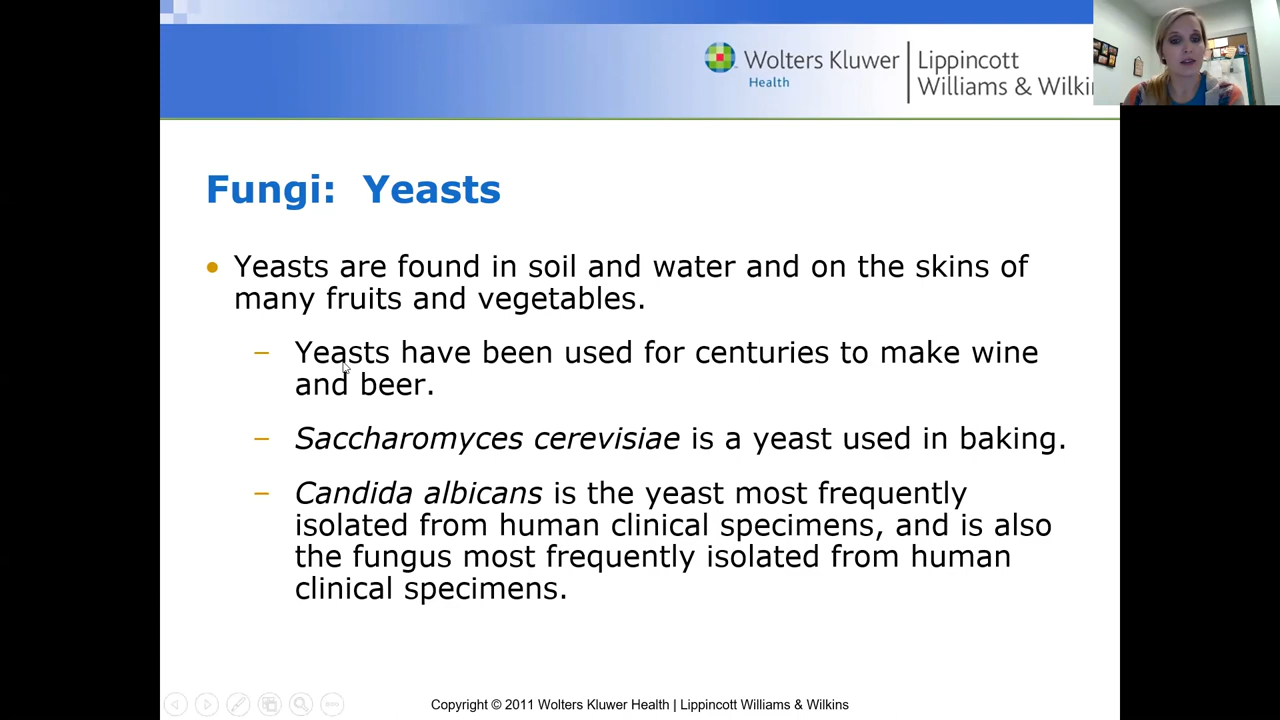 Wolters Kluwer
Health
Lippincott
Williams & Wilki
Fungi: Yeasts
• Yeasts are found in soil and water and on the skins of
many fruits and vegetables.
– Yeasts have been used for centuries to make wine
and beer.
– Saccharomyces cerevisiae is a yeast used in baking.
– Candida albicans is the yeast most frequently
isolated from human clinical specimens, and is also
the fungus most frequently isolated from human
clinical specimens.
Copyright © 2011 Wolters Kluwer Health | Lippincott Williams & Wilkins